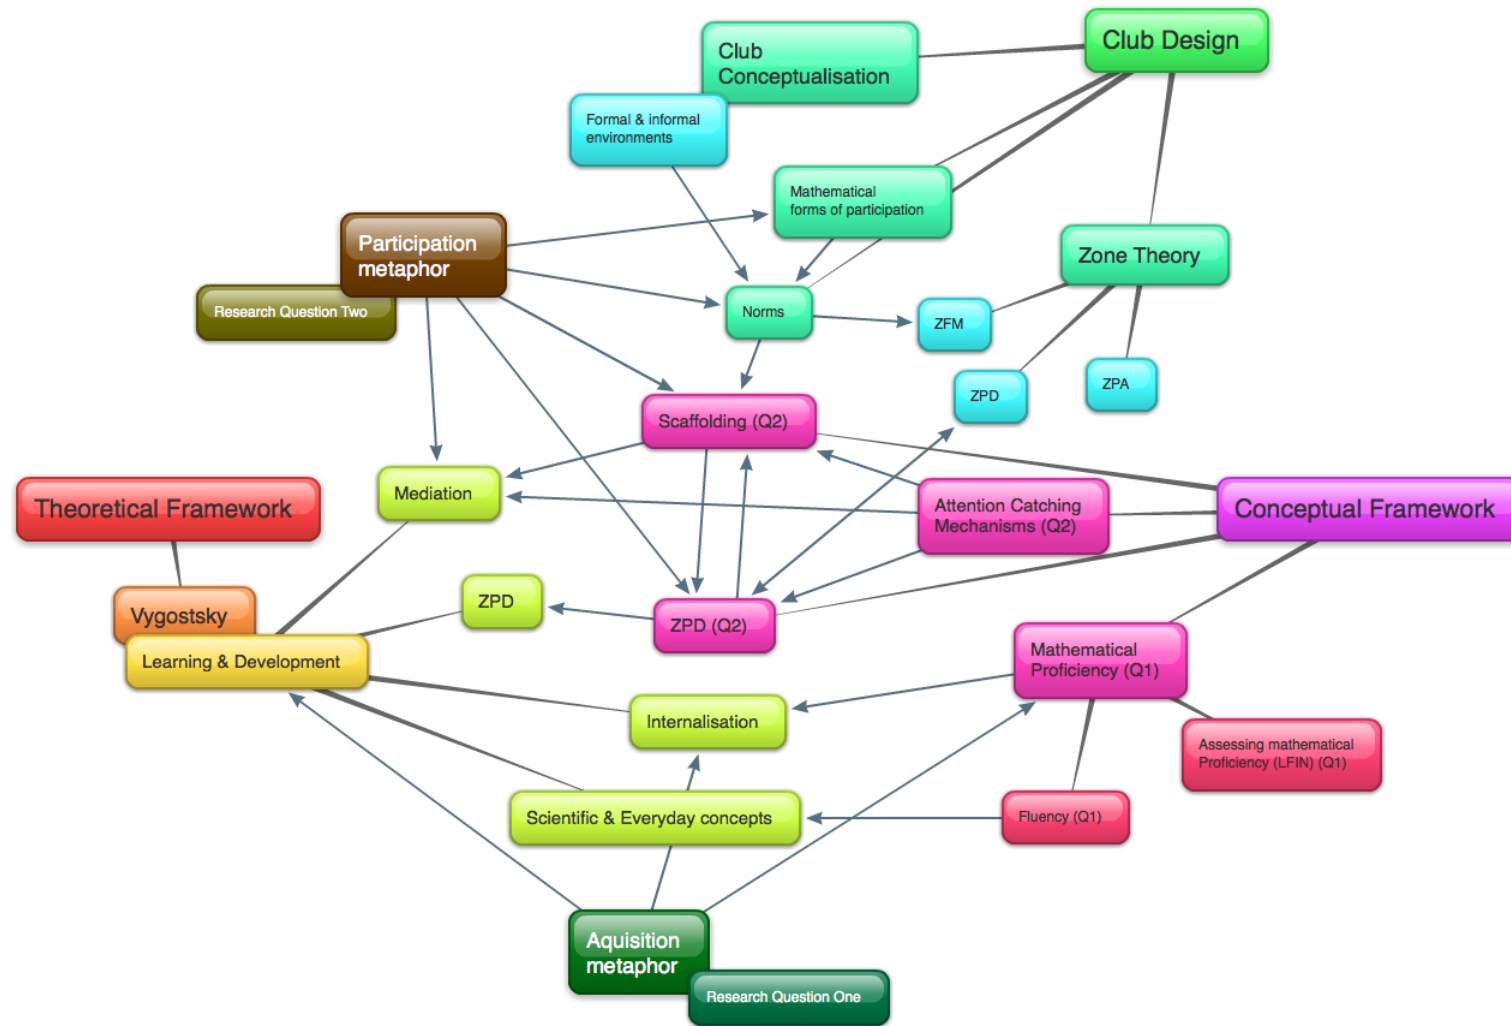 Club Design
Club
Conceptualisation
Formal & informal
environments
Mathematical
forms of participation
Participation
metaphor
Zone Theory
Research Question Two
Norms
ZFM
ZPD
ZPA
Scaffolding (Q2)
Mediation
Theoretical Framework
Attention Catching
Mechanisms (Q2)
Conceptual Framework
Vygostsky
ZPD
ZPD (Q2)
Learning & Development
Mathematical
Proficiency (Q1)
Internalisation
Assessing mathematical
Proficiency (LFIN) (Q1)
Scientific & Everyday concepts
Fluency (Q1)
Aquisition
metaphor
Research Question One